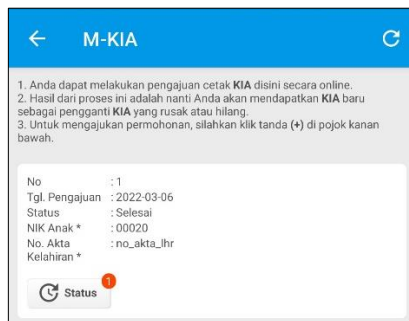 M-KIA
1. Anda dapat melakukan pengajuan cetak KIA disini secara online.
2. Hasil dari proses ini adalah nanti Anda akan mendapatkan KIA baru
sebagai pengganti KIA yang rusak atau hilang.
3. Untuk mengajukan permohonan, silahkan klik tanda (+) di pojok kanan
bawah.
No : 1
Tgl. Pengajuan : 2022-03-06
Status : Selesai
NIK Anak * : 00020
No. Akta : no_akta_lhr
Kelahiran *
Status 1